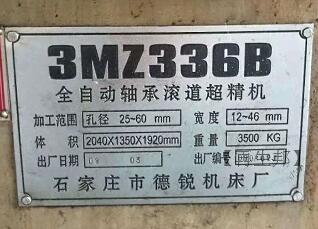 3MZ336B
全自动轴承滚道超精机
加工范围 孔径 25-60 mm 宽度 12~46 mm
体积 2040X1350X1920mm 重量 3500 KG
出厂日期 03 出厂编号
石家庄市德锐机床厂